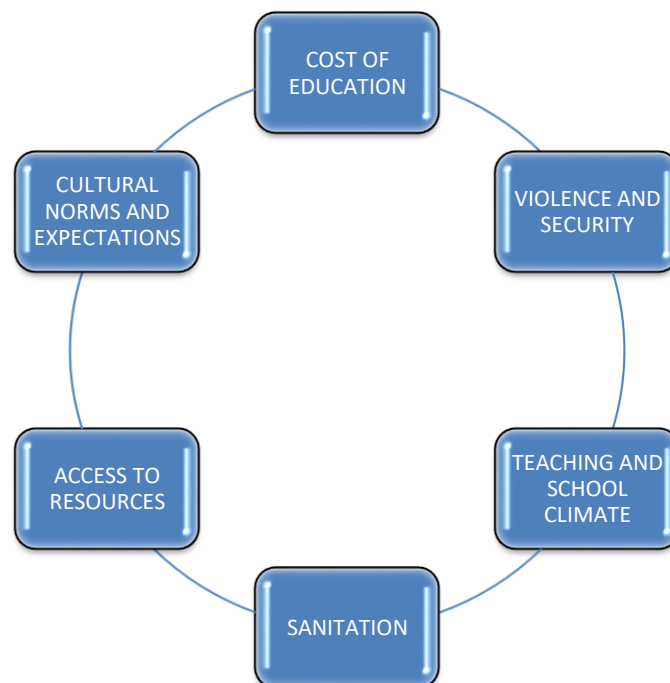 COST OF
EDUCATION
VIOLENCE AND
SECURITY
TEACHING AND
SCHOOL
CLIMATE
SANITATION
ACCESS TO
RESOURCES
CULTURAL
NORMS AND
EXPECTATIONS